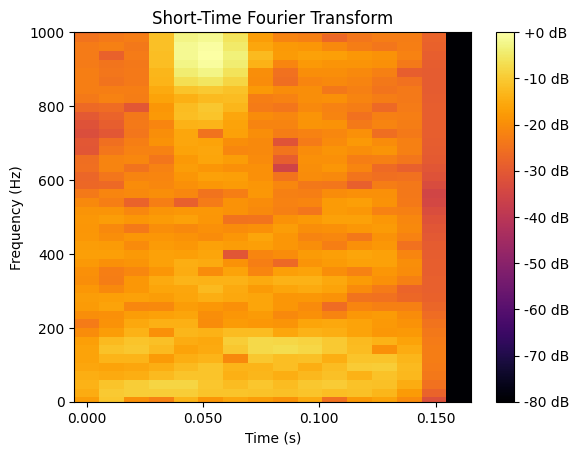 Short-Time Fourier Transform
1000
800
600
400
200
0
Frequency (Hz)
0.000
0.050
0.100
0.150
Time (s)
+0 dB
-10 dB
-20 dB
-30 dB
-40 dB
-50 dB
-60 dB
-70 dB
-80 dB